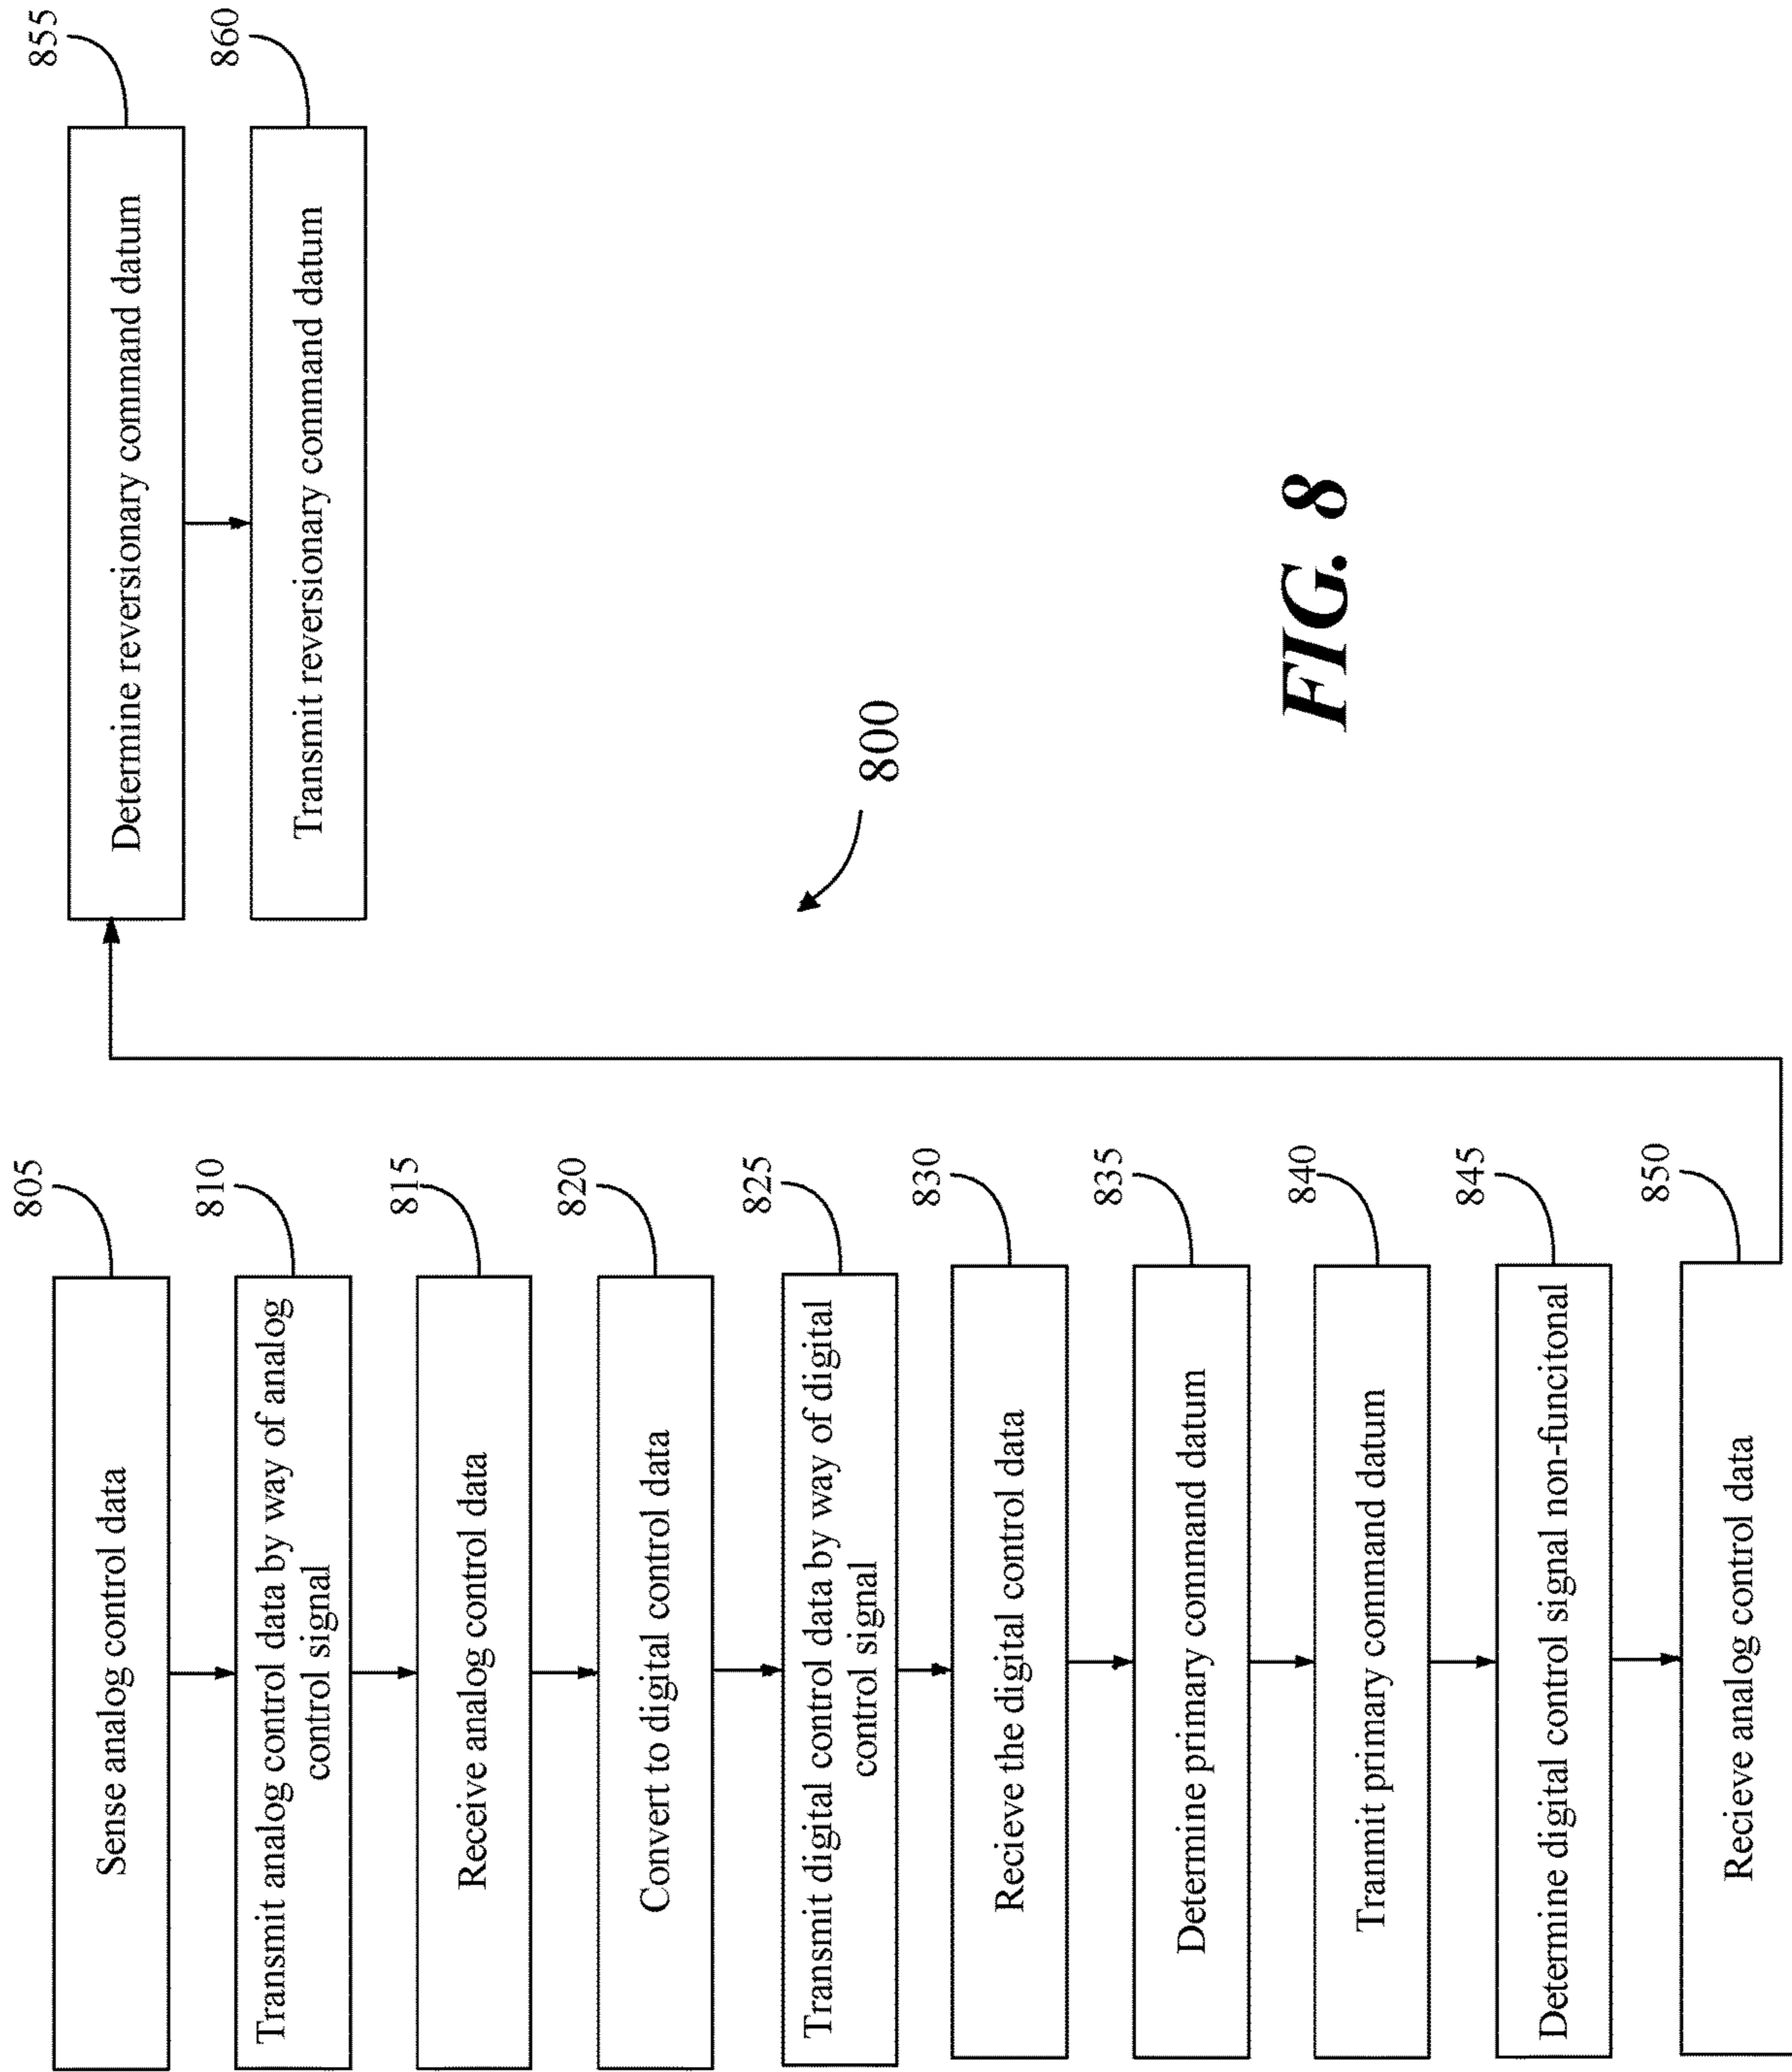 805
Sense analog control data
810
Transmit analog control data by way of analog
control signal
815
Receive analog control data
820
Convert to digital control data
825
Transmit digital control data by way of digital
control signal
830
Recieve the digital control data
835
Determine primary command datum
840
Tranmit primary command datum
845
Determine digital control signal non-funcitonal
850
Recieve analog control data
855
Determine reversionary command datum
860
Transmit reversionary command datum
800
FIG. 8